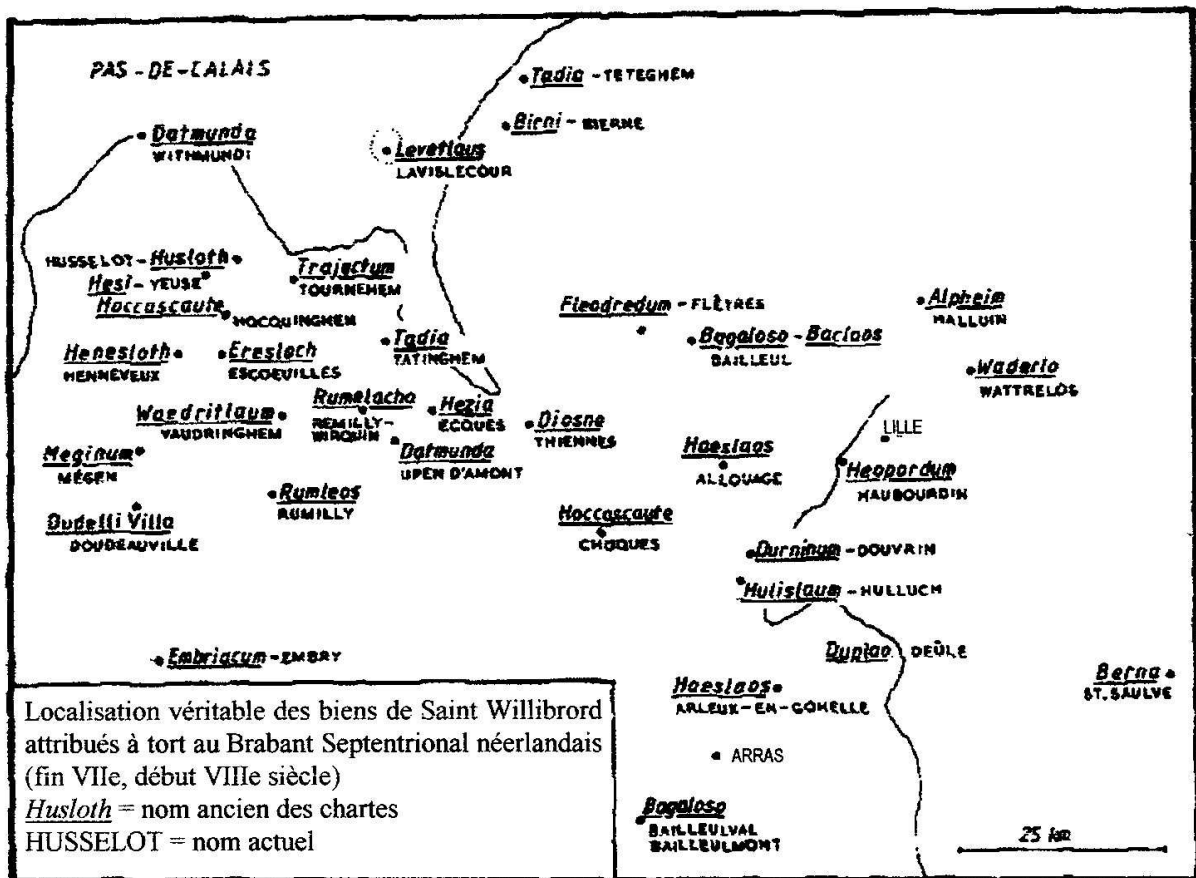 PAS-DE-CALAIS
Tadia - TETEGHEM
Birni - BIERNE
Datmunda
WITHMUNDI
Levetlaus
LAVISLECOUR
HUSSELOT - Husloth
Hesi - YEUSE
Hoccascaute
HOCQUINGHEN
Trajectum
TOURNEHEM
Fleodredum - FLÊTRES
Alpheim
HALLUIN
Henesloth
HENNEVEUX
Eresloch
ESCOEUILLES
Tadia
TATINGHEM
Bagaloso - Baclaos
BAILLEUL
Waderlo
WATTRELOS
Waedritlaum
VAUDRINGHEM
Rumelacha
REMILLY-
WIRQUIN
Hezia
ECQUES
Diosne
THIENNES
LILLE
Meginum
MÉGEN
Datmunda
UPEN D'AMONT
Haeslaos
ALLOUAGE
Heopordum
HAUBOURDIN
Rumleos
RUMILLY
Dudelli Villa
DOUDEAUVILLE
Hoccascaute
CHOQUES
Durninum - DOUVRIN
Hulislaum - HULLUCH
Embriacum - EMBRY
Duplao DEÛLE
Berna
ST. SAULVE
Haeslaos
ARLEUX-EN-GOHELLE
ARRAS
Bagaloso
BAILLEULVAL
BAILLEULMONT
25 km
Localisation véritable des biens de Saint Willibrord
attribués à tort au Brabant Septentrional néerlandais
(fin VIIe, début VIIIe siècle)
Husloth = nom ancien des chartes
HUSSELOT = nom actuel